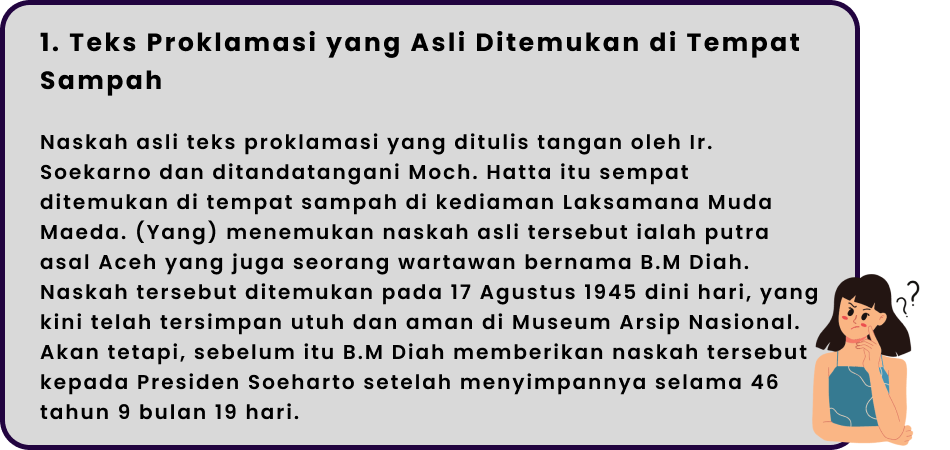 1. Teks Proklamasi yang Asli Ditemukan di Tempat
Sampah
Naskah asli teks proklamasi yang ditulis tangan oleh Ir.
Soekarno dan ditandatangani Moch. Hatta itu sempat
ditemukan di tempat sampah di kediaman Laksamana Muda
Maeda. (Yang) menemukan naskah asli tersebut ialah putra
asal Aceh yang juga seorang wartawan bernama B.M Diah.
Naskah tersebut ditemukan pada 17 Agustus 1945 dini hari, yang
kini telah tersimpan utuh dan aman di Museum Arsip Nasional.
Akan tetapi, sebelum itu B.M Diah memberikan naskah tersebut
kepada Presiden Soeharto setelah menyimpannya selama 46
tahun 9 bulan 19 hari.
??